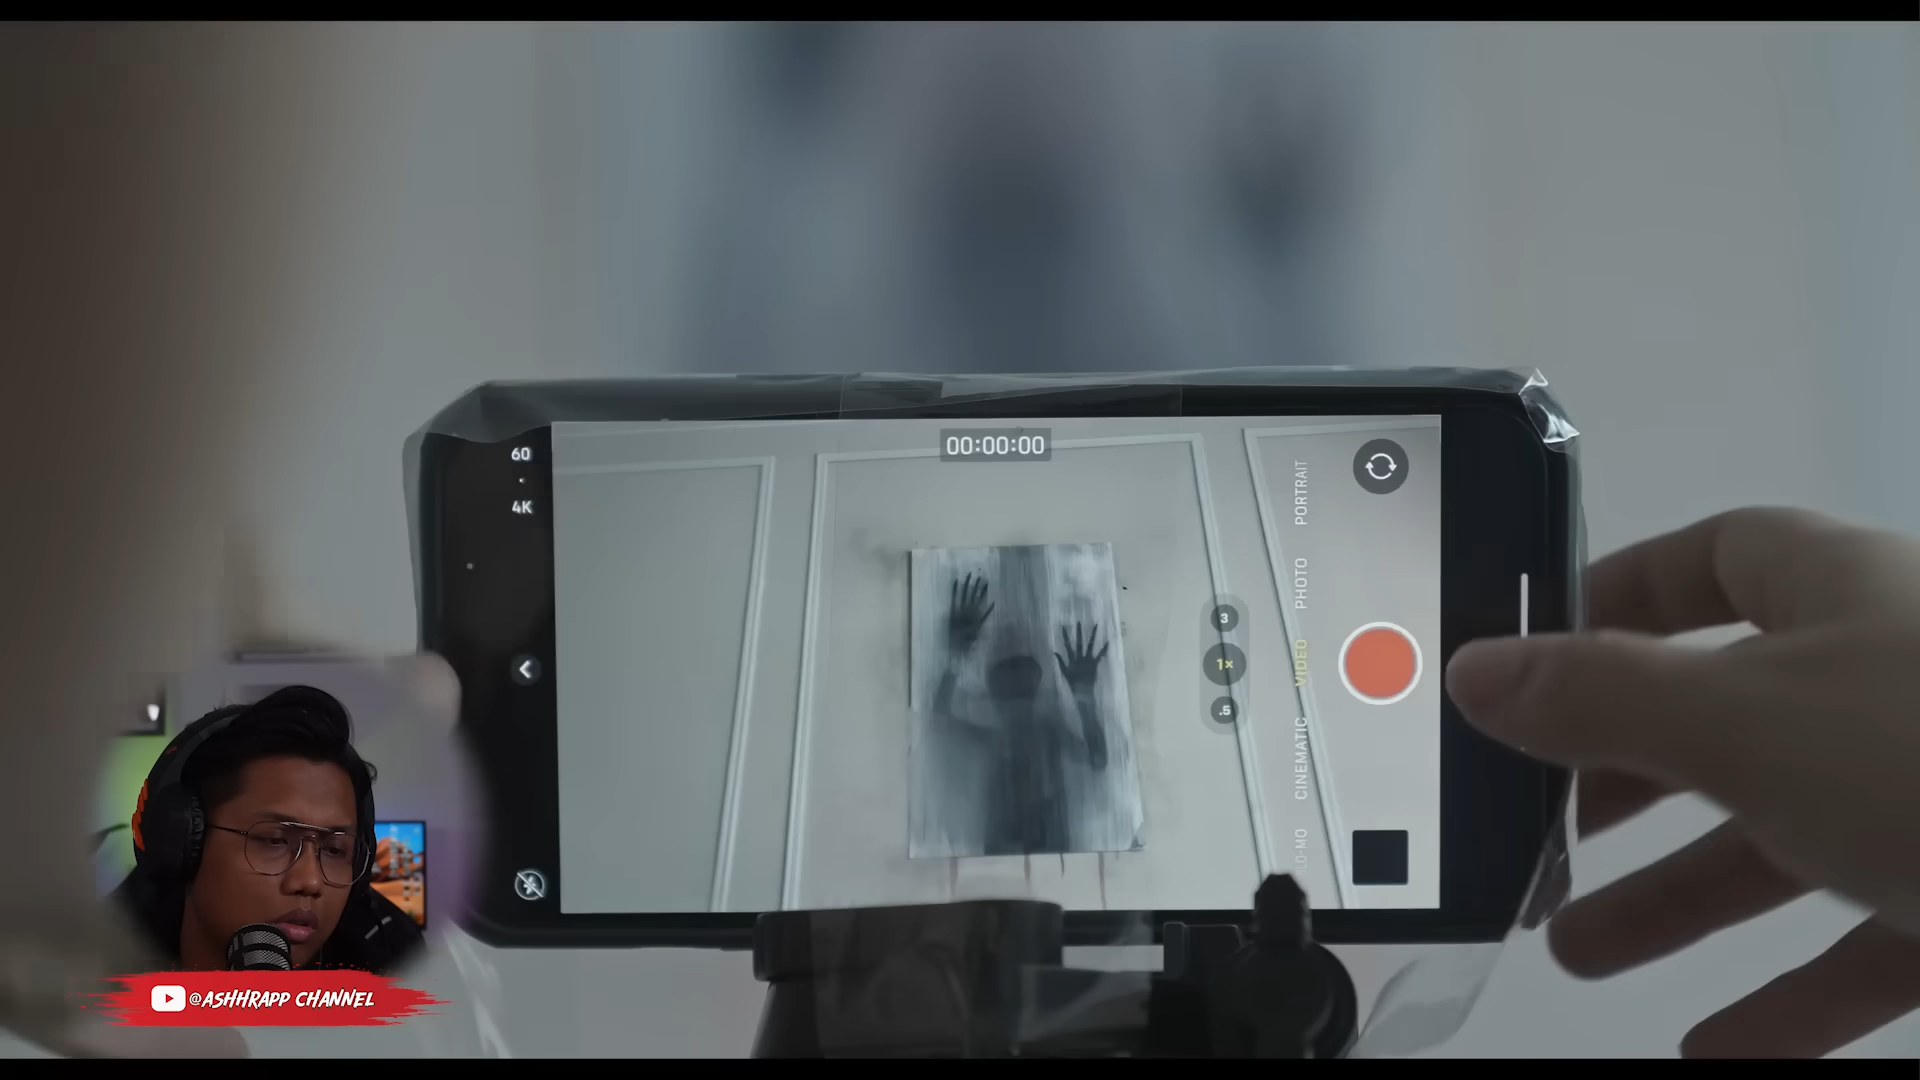 60
4K
00:00:00
PORTRAIT
PHOTO
VIDEO
CINEMATIC
3
1×
.5
@ASHHRAPP CHANNEL